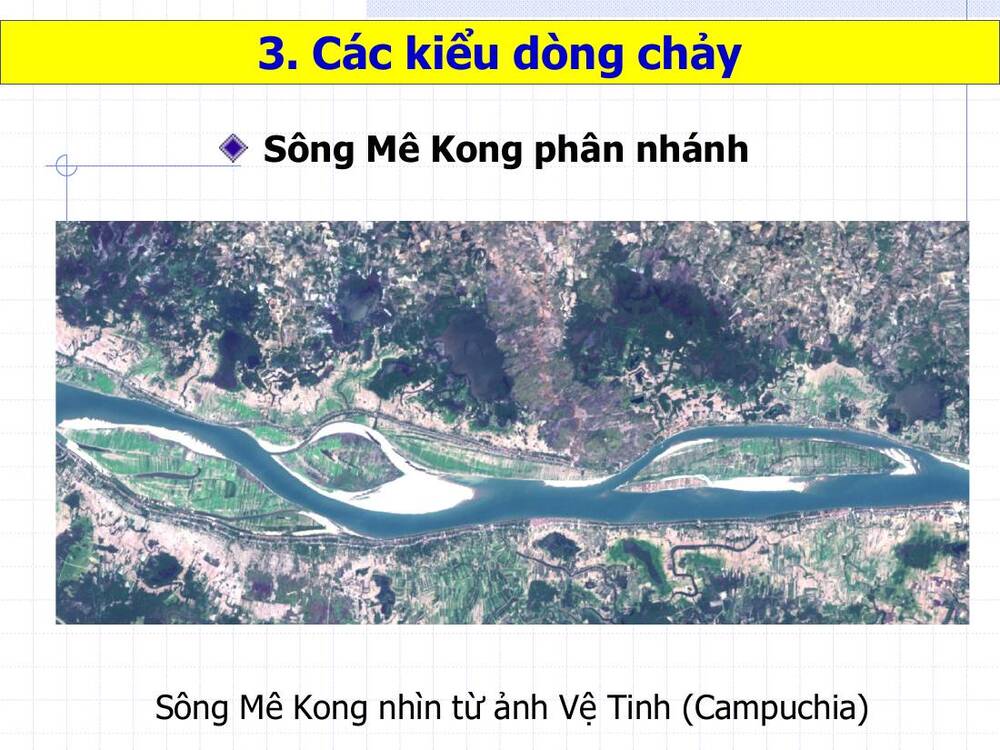 3. Các kiểu dòng chảy
Sông Mê Kong phân nhánh
Sông Mê Kong nhìn từ ảnh Vệ Tinh (Campuchia)